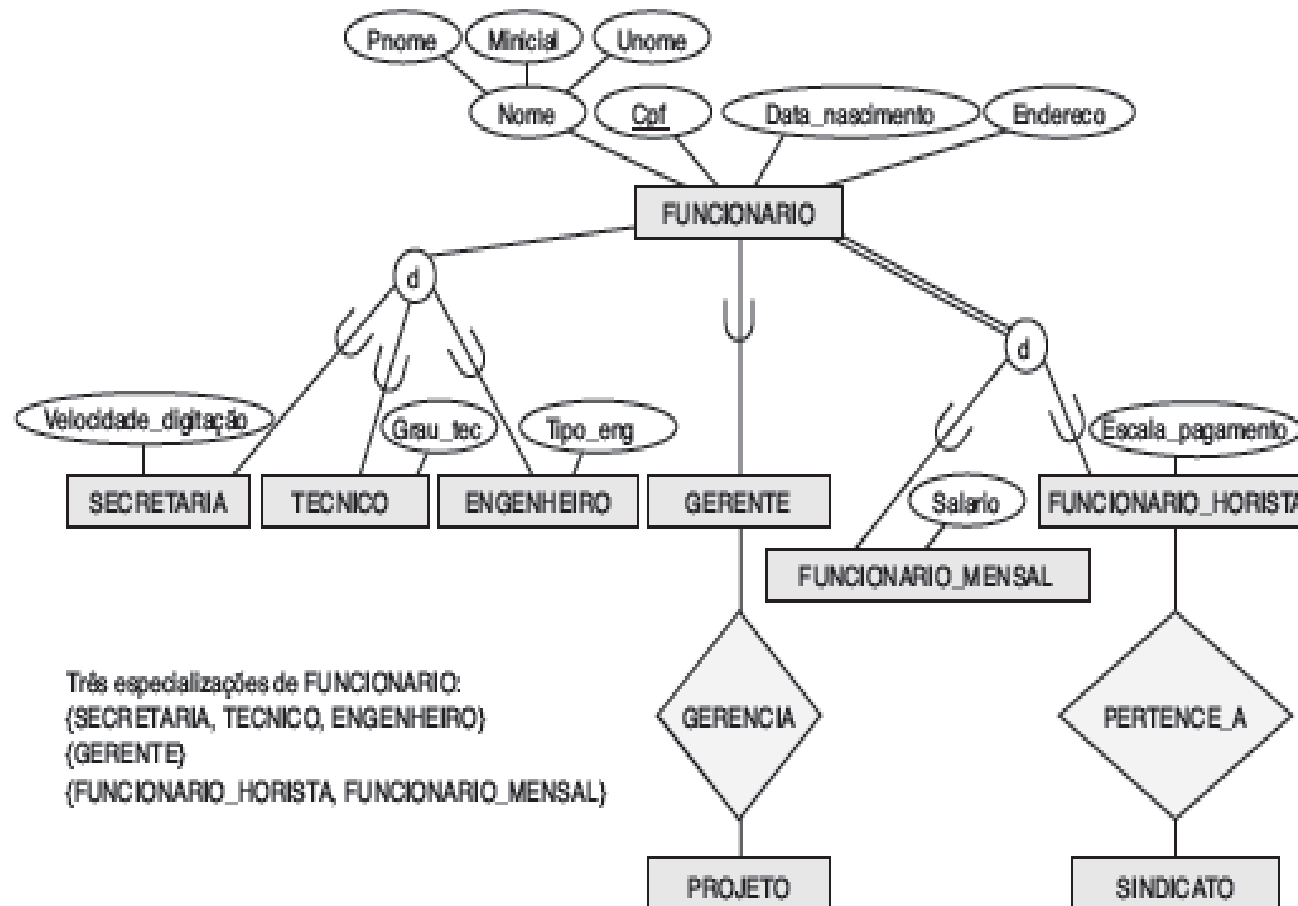 Pnome Minicial Unome
Nome Cpf Data_nascimento Endereco
FUNCIONARIO
d
d
Velocidade_digitação Grau_tec Tipo_eng Escala_pagamento
SECRETARIA TECNICO ENGENHEIRO GERENTE Salario FUNCIONARIO_HORISTA
FUNCIONARIO_MENSAL
Três especializações de FUNCIONARIO:
{SECRETARIA, TECNICO, ENGENHEIRO}
{GERENTE}
{FUNCIONARIO_HORISTA, FUNCIONARIO_MENSAL}
GERENCIA PERTENCE_A
PROJETO SINDICATO